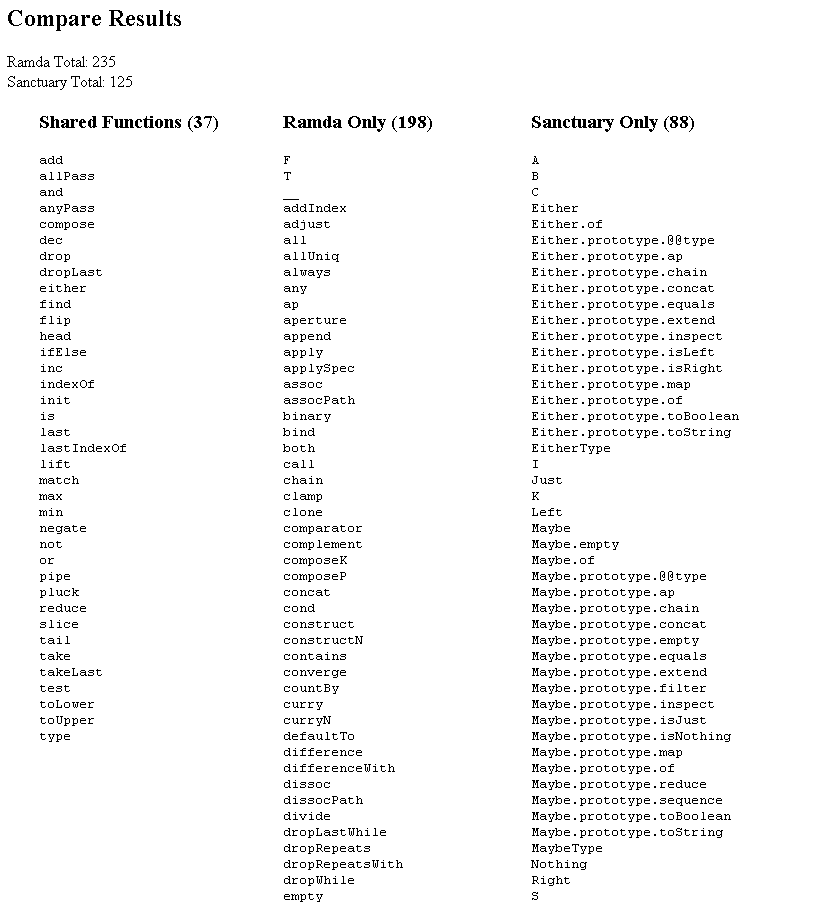 Compare Results
Ramda Total: 235
Sanctuary Total: 125
Shared Functions (37)
add
allPass
and
anyPass
compose
dec
drop
dropLast
either
find
flip
head
ifElse
inc
indexOf
init
is
last
lastIndexOf
lift
match
max
min
negate
not
or
pipe
pluck
reduce
slice
tail
take
takeLast
test
toLower
toUpper
type
Ramda Only (198)
F
T
__
addIndex
adjust
all
allUniq
always
any
ap
aperture
append
apply
applySpec
assoc
assocPath
binary
bind
both
call
chain
clamp
clone
comparator
complement
composeK
composeP
concat
cond
construct
constructN
contains
converge
countBy
curry
curryN
defaultTo
difference
differenceWith
dissoc
dissocPath
divide
dropLastWhile
dropRepeats
dropRepeatsWith
dropWhile
empty
Sanctuary Only (88)
A
B
C
Either
Either.of
Either.prototype.@@type
Either.prototype.ap
Either.prototype.chain
Either.prototype.concat
Either.prototype.equals
Either.prototype.extend
Either.prototype.inspect
Either.prototype.isLeft
Either.prototype.isRight
Either.prototype.map
Either.prototype.of
Either.prototype.toBoolean
Either.prototype.toString
EitherType
I
Just
K
Left
Maybe
Maybe.empty
Maybe.of
Maybe.prototype.@@type
Maybe.prototype.ap
Maybe.prototype.chain
Maybe.prototype.concat
Maybe.prototype.empty
Maybe.prototype.equals
Maybe.prototype.extend
Maybe.prototype.filter
Maybe.prototype.inspect
Maybe.prototype.isJust
Maybe.prototype.isNothing
Maybe.prototype.map
Maybe.prototype.of
Maybe.prototype.reduce
Maybe.prototype.sequence
Maybe.prototype.toBoolean
Maybe.prototype.toString
MaybeType
Nothing
Right
S